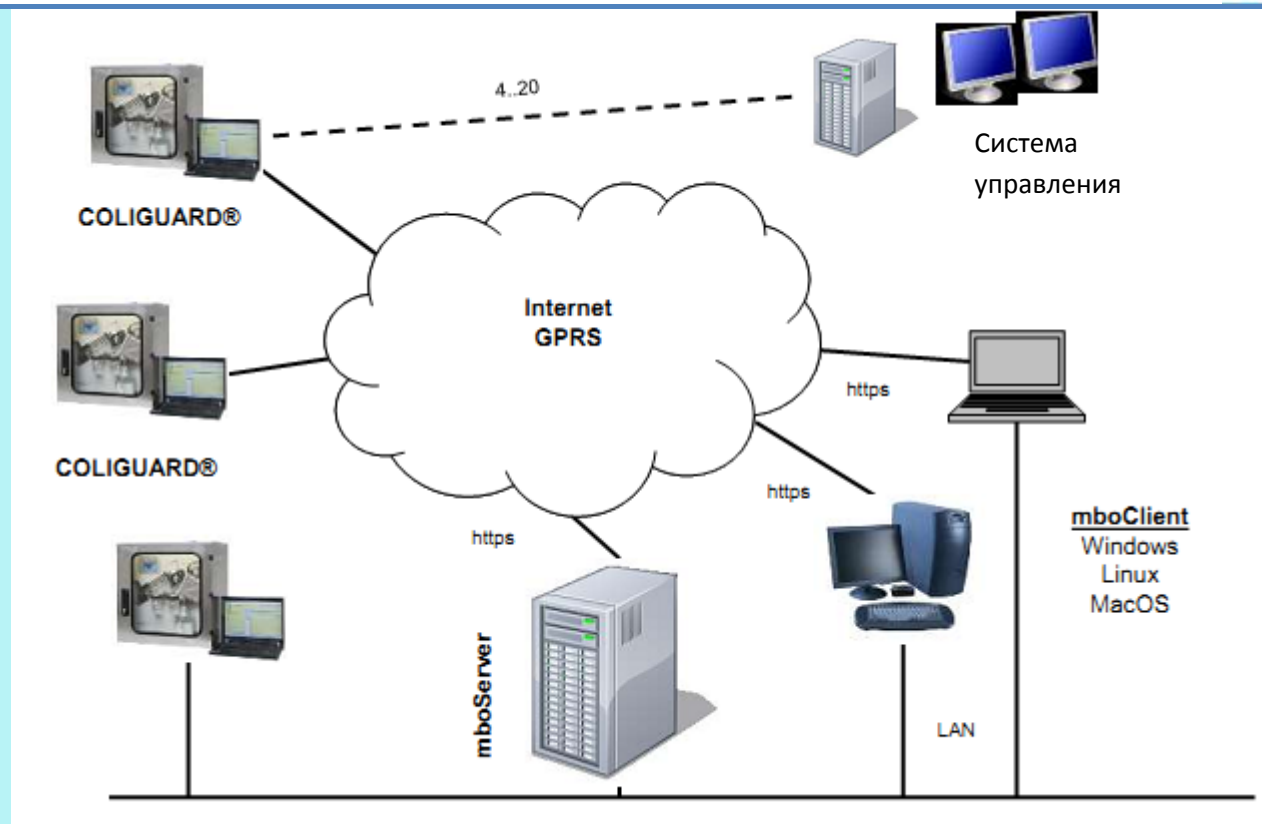 4..20
Система
управления
COLIGUARD®
Internet
GPRS
https
COLIGUARD®
https
https
mboClient
Windows
Linux
MacOS
mboServer
LAN